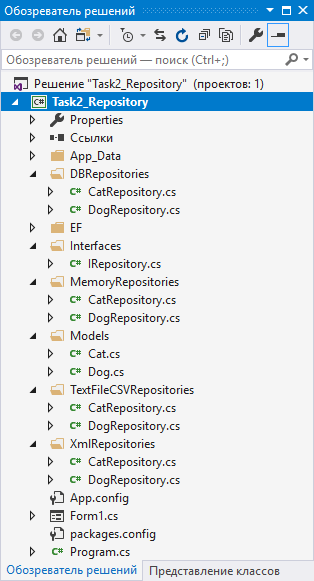 Обозреватель решений
Обозреватель решений — поиск (Ctrl+;)
Решение "Task2_Repository" (проектов: 1)
C# Task2_Repository
Properties
Ссылки
App_Data
DBRepositories
C# CatRepository.cs
C# DogRepository.cs
EF
Interfaces
C# IRepository.cs
MemoryRepositories
C# CatRepository.cs
C# DogRepository.cs
Models
C# Cat.cs
C# Dog.cs
TextFileCSVRepositories
C# CatRepository.cs
C# DogRepository.cs
XmlRepositories
C# CatRepository.cs
C# DogRepository.cs
App.config
Form1.cs
packages.config
C# Program.cs
Обозреватель решений Представление классов